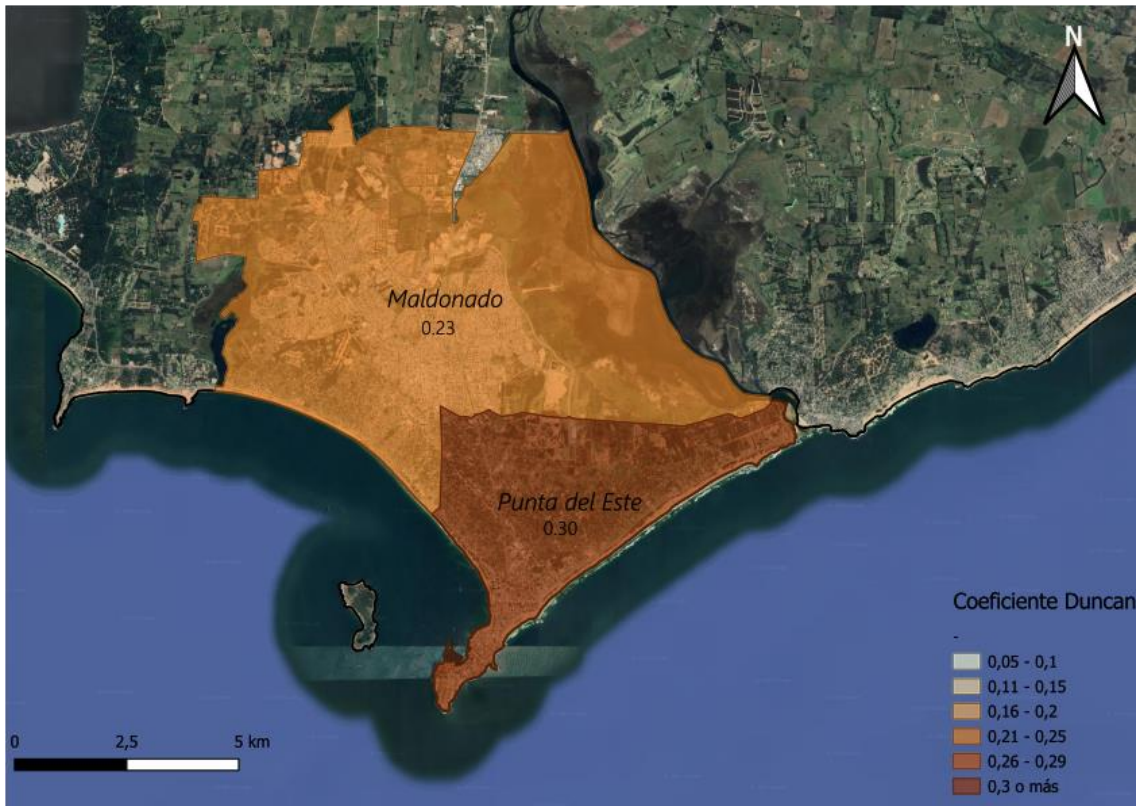 N
Maldonado
0.23
Punta del Este
0.30
Coeficiente Duncan
-
0,05 - 0,1
0,11 - 0,15
0,16 - 0,2
0,21 - 0,25
0,26 - 0,29
0,3 o más
0 2,5 5 km